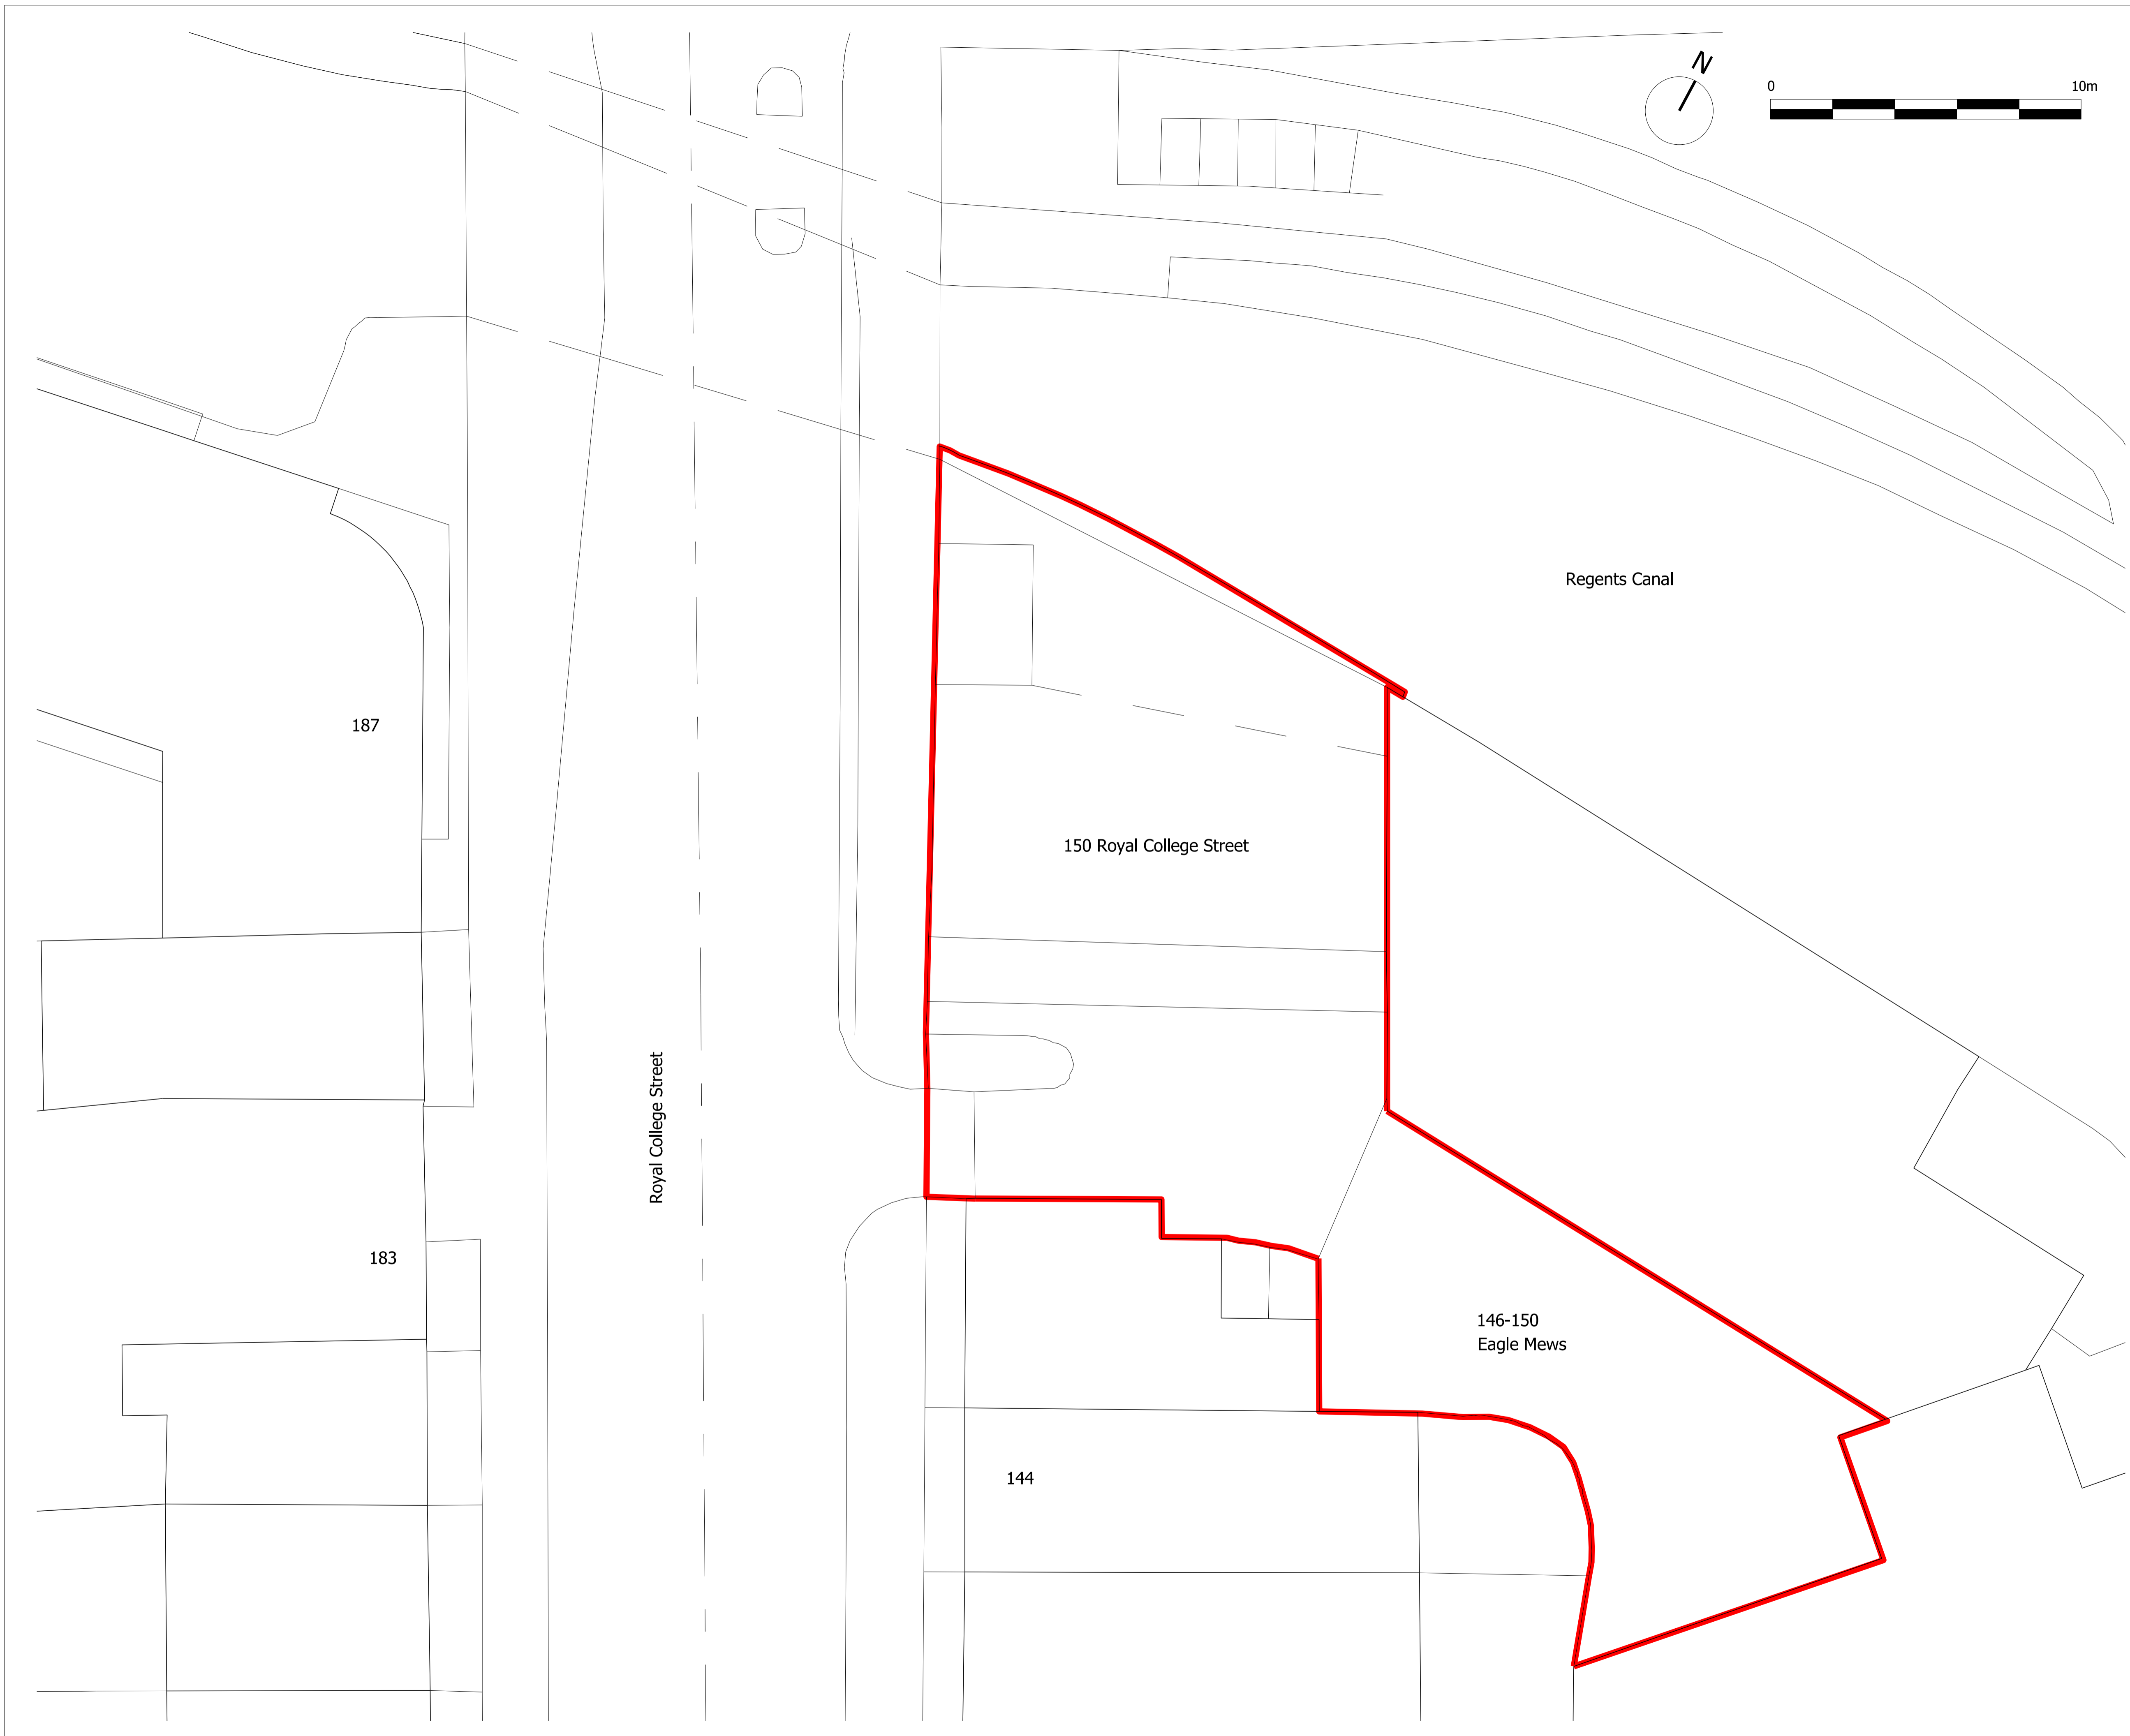 N
0 10m
Regents Canal
187
150 Royal College Street
Royal College Street
183
146-150
Eagle Mews
144